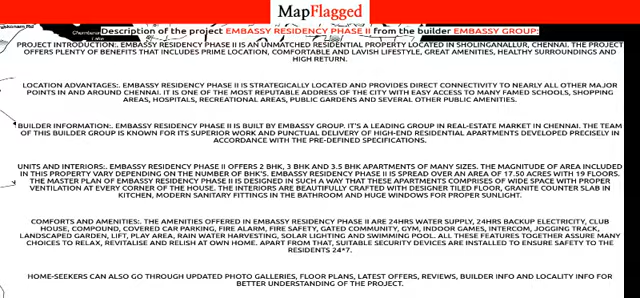 MapFlagged
Description of the project EMBASSY RESIDENCY PHASE II from the builder EMBASSY GROUP:
PROJECT INTRODUCTION:. EMBASSY RESIDENCY PHASE II IS AN UNMATCHED RESIDENTIAL PROPERTY LOCATED IN SHOLINGANALLUR, CHENNAI. THE PROJECT
OFFERS PLENTY OF BENEFITS THAT INCLUDES PRIME LOCATION, COMFORTABLE AND LAVISH LIFESTYLE, GREAT AMENITIES, HEALTHY SURROUNDINGS AND
HIGH RETURN.
LOCATION ADVANTAGES:. EMBASSY RESIDENCY PHASE II IS STRATEGICALLY LOCATED AND PROVIDES DIRECT CONNECTIVITY TO NEARLY ALL OTHER MAJOR
POINTS IN AND AROUND CHENNAI. IT IS ONE OF THE MOST REPUTABLE ADDRESS OF THE CITY WITH EASY ACCESS TO MANY FAMED SCHOOLS, SHOPPING
AREAS, HOSPITALS, RECREATIONAL AREAS, PUBLIC GARDENS AND SEVERAL OTHER PUBLIC AMENITIES.
BUILDER INFORMATION:. EMBASSY RESIDENCY PHASE II IS BUILT BY EMBASSY GROUP. IT'S A LEADING GROUP IN REAL-ESTATE MARKET IN CHENNAI. THE TEAM
OF THIS BUILDER GROUP IS KNOWN FOR ITS SUPERIOR WORK AND PUNCTUAL DELIVERY OF HIGH-END RESIDENTIAL APARTMENTS DEVELOPED PRECISELY IN
ACCORDANCE WITH THE PRE-DEFINED SPECIFICATIONS.
UNITS AND INTERIORS:. EMBASSY RESIDENCY PHASE II OFFERS 2 BHK, 3 BHK AND 3.5 BHK APARTMENTS OF MANY SIZES. THE MAGNITUDE OF AREA INCLUDED
IN THIS PROPERTY VARY DEPENDING ON THE NUMBER OF BHK'S. EMBASSY RESIDENCY PHASE II IS SPREAD OVER AN AREA OF 17.50 ACRES WITH 19 FLOORS.
THE MASTER PLAN OF EMBASSY RESIDENCY PHASE II IS DESIGNED IN SUCH A WAY THAT THESE APARTMENTS COMPRISES OF WIDE SPACE WITH PROPER
VENTILATION AT EVERY CORNER OF THE HOUSE. THE INTERIORS ARE BEAUTIFULLY CRAFTED WITH DESIGNER TILED FLOOR, GRANITE COUNTER SLAB IN
KITCHEN, MODERN SANITARY FITTINGS IN THE BATHROOM AND HUGE WINDOWS FOR PROPER SUNLIGHT.
COMFORTS AND AMENITIES:. THE AMENITIES OFFERED IN EMBASSY RESIDENCY PHASE II ARE 24HRS WATER SUPPLY, 24HRS BACKUP ELECTRICITY, CLUB
HOUSE, COMPOUND, COVERED CAR PARKING, FIRE ALARM, FIRE SAFETY, GATED COMMUNITY, GYM, INDOOR GAMES, INTERCOM, JOGGING TRACK,
LANDSCAPED GARDEN, LIFT, PLAY AREA, RAIN WATER HARVESTING, SOLAR LIGHTING AND SWIMMING POOL. ALL THESE FEATURES TOGETHER ASSURE MANY
CHOICES TO RELAX, REVITALISE AND RELISH AT OWN HOME. APART FROM THAT, SUITABLE SECURITY DEVICES ARE INSTALLED TO ENSURE SAFETY TO THE
RESIDENTS 24*7.
HOME-SEEKERS CAN ALSO GO THROUGH UPDATED PHOTO GALLERIES, FLOOR PLANS, LATEST OFFERS, REVIEWS, BUILDER INFO AND LOCALITY INFO FOR
BETTER UNDERSTANDING OF THE PROJECT.